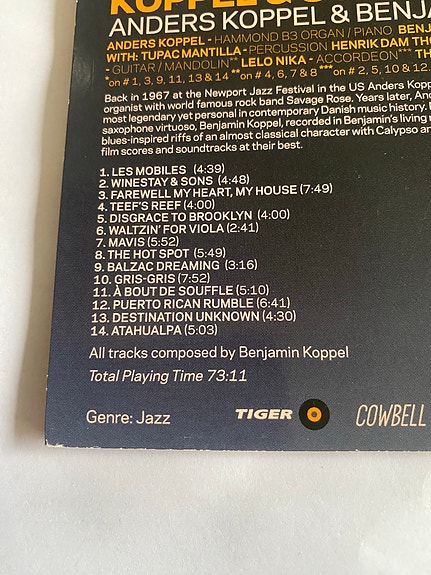 KOPPEL &
ANDERS KOPPEL & BENJA
ANDERS KOPPEL - HAMMOND B3 ORGAN / PIANO BENJ
WITH: TUPAC MANTILLA - PERCUSSION HENRIK DAM THO
- GUITAR / MANDOLIN** LELO NIKA - ACCORDEON*** TH
*on # 1, 3, 9, 11, 13 & 14 **on # 4, 6, 7 & 8 ***on # 2, 5, 10 & 12.
Back in 1967 at the Newport Jazz Festival in the US Anders Kopp
organist with world famous rock band Savage Rose. Years later, And
most legendary yet personal in contemporary Danish music history.
saxophone virtuoso, Benjamin Koppel, recorded in Benjamin's living
blues-inspired riffs of an almost classical character with Calypso an
film scores and soundtracks at their best.
1. LES MOBILES (4:39)
2. WINESTAY & SONS (4:48)
3. FAREWELL MY HEART, MY HOUSE (7:49)
4. TEEF'S REEF (4:00)
5. DISGRACE TO BROOKLYN (4:00)
6. WALTZIN' FOR VIOLA (2:41)
7. MAVIS (5:52)
8. THE HOT SPOT (5:49)
9. BALZAC DREAMING (3:16)
10. GRIS-GRIS (7:52)
11. À BOUT DE SOUFFLE (5:10)
12. PUERTO RICAN RUMBLE (6:41)
13. DESTINATION UNKNOWN (4:30)
14. ATAHUALPA (5:03)
All tracks composed by Benjamin Koppel
Total Playing Time 73:11
Genre: Jazz TIGER COWBELL